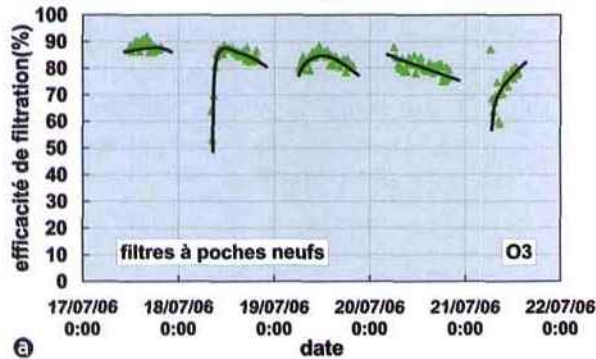 efficacité de filtration(%)
100
90
80
70
60
50
40
30
20
10
0
filtres à poches neufs
O3
17/07/06 18/07/06 19/07/06 20/07/06 21/07/06 22/07/06
0:00 0:00 0:00 0:00 0:00 0:00
date
a